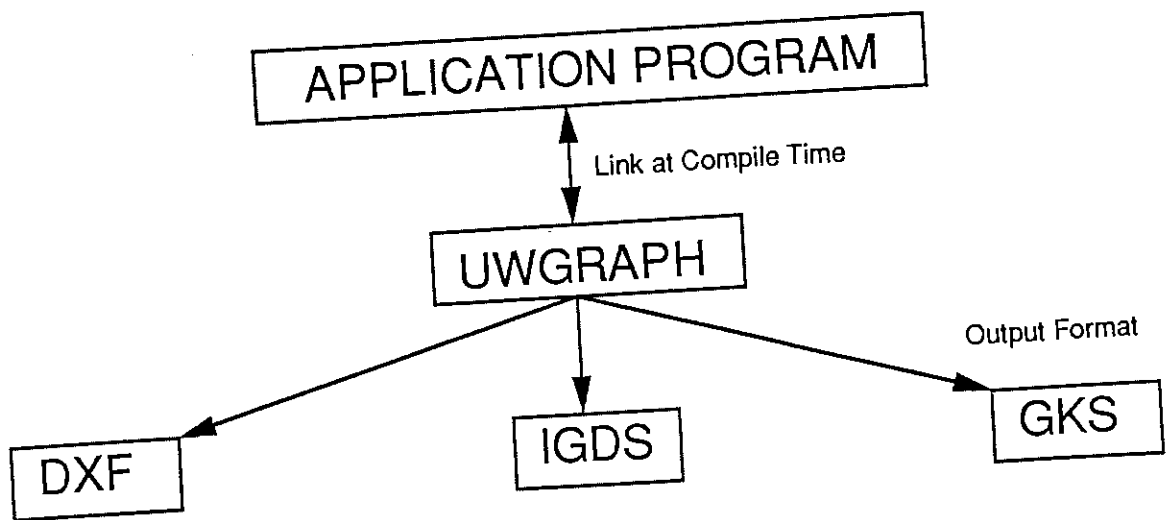 APPLICATION PROGRAM
Link at Compile Time
UWGRAPH
Output Format
DXF
IGDS
GKS